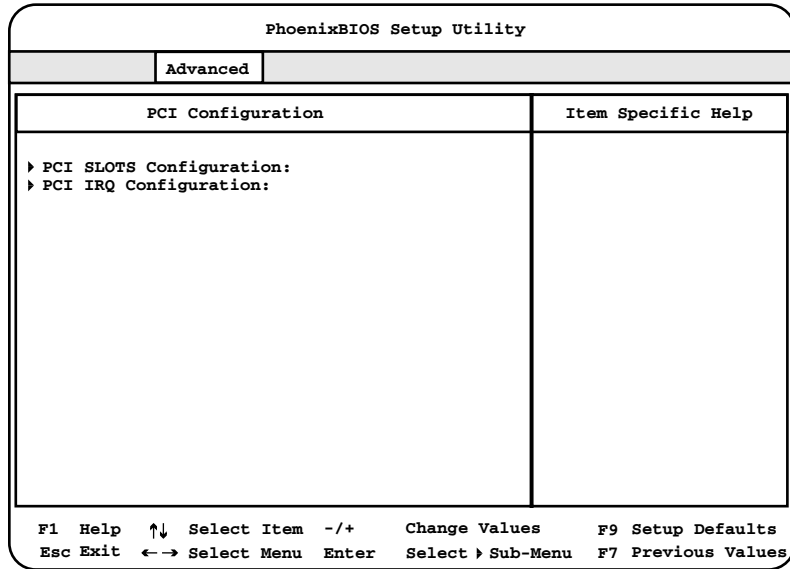 PhoenixBIOS Setup Utility
Advanced
PCI Configuration
Item Specific Help
PCI SLOTS Configuration:
PCI IRQ Configuration:
F1 Help ↑↓ Select Item -/+ Change Values F9 Setup Defaults
Esc Exit ←→ Select Menu Enter Select ▶ Sub-Menu F7 Previous Values